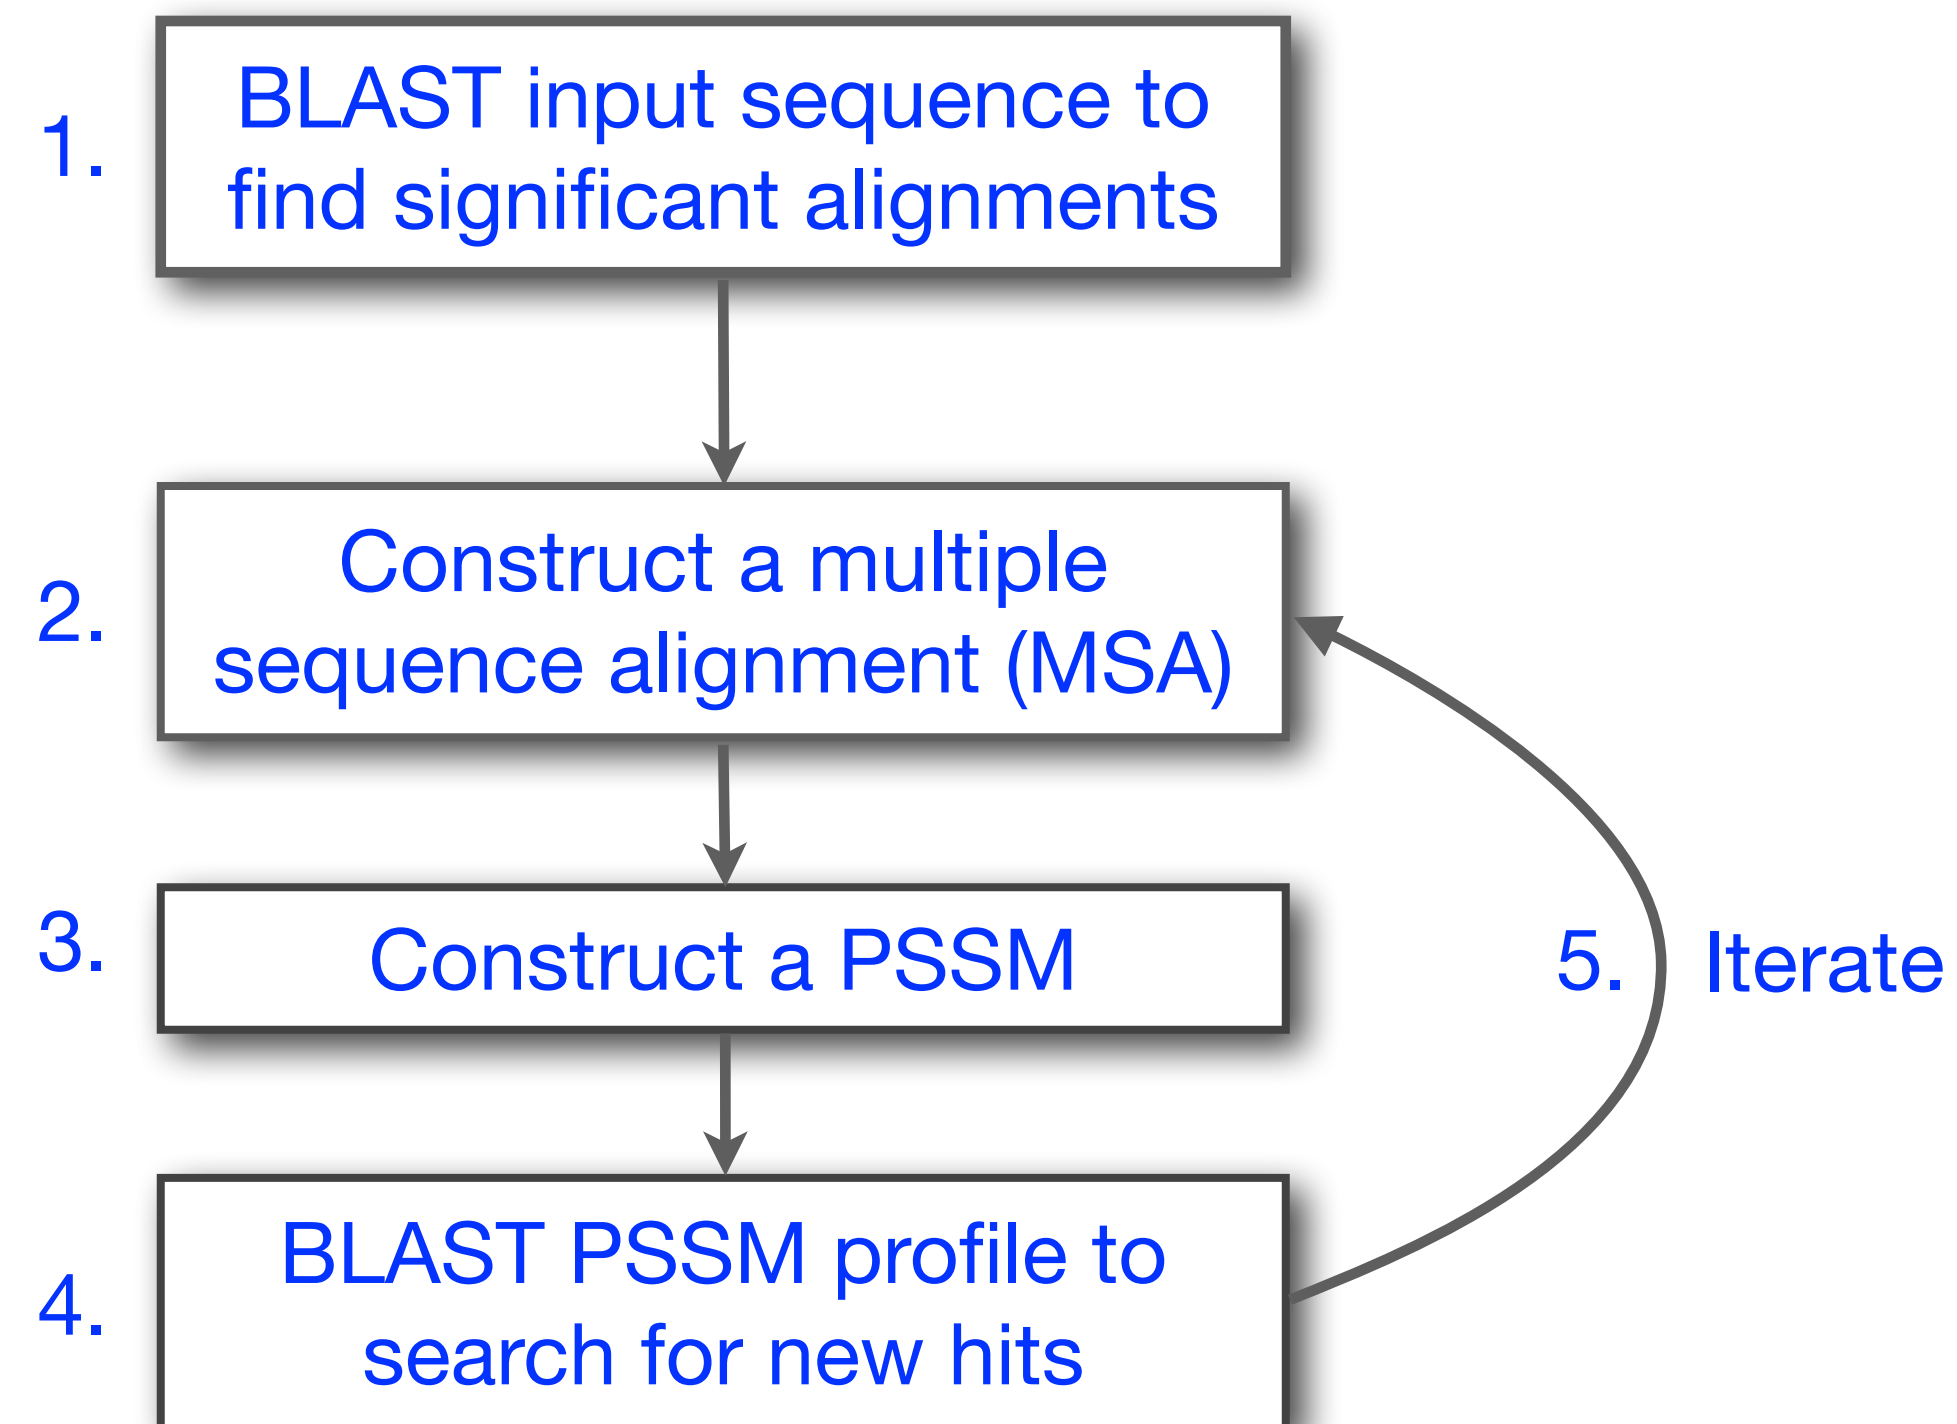 1.
BLAST input sequence to
find significant alignments
2.
Construct a multiple
sequence alignment (MSA)
3.
Construct a PSSM
5. Iterate
4.
BLAST PSSM profile to
search for new hits